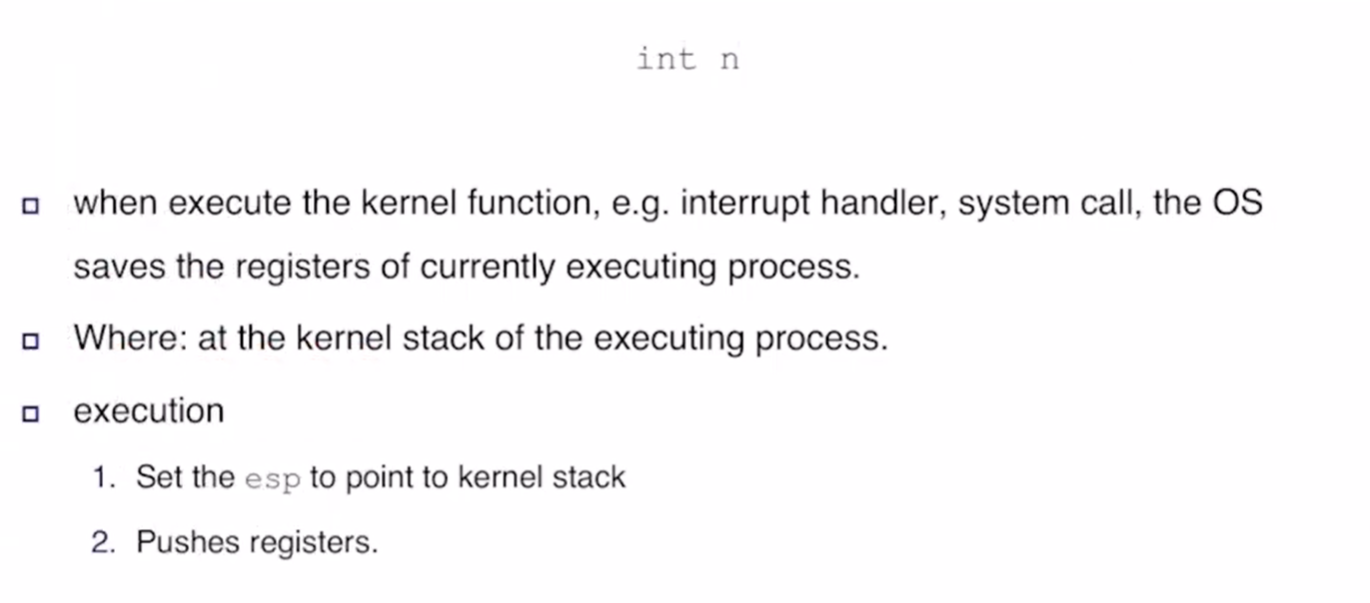 int n
when execute the kernel function, e.g. interrupt handler, system call, the OS
saves the registers of currently executing process.
Where: at the kernel stack of the executing process.
execution
1. Set the esp to point to kernel stack
2. Pushes registers.